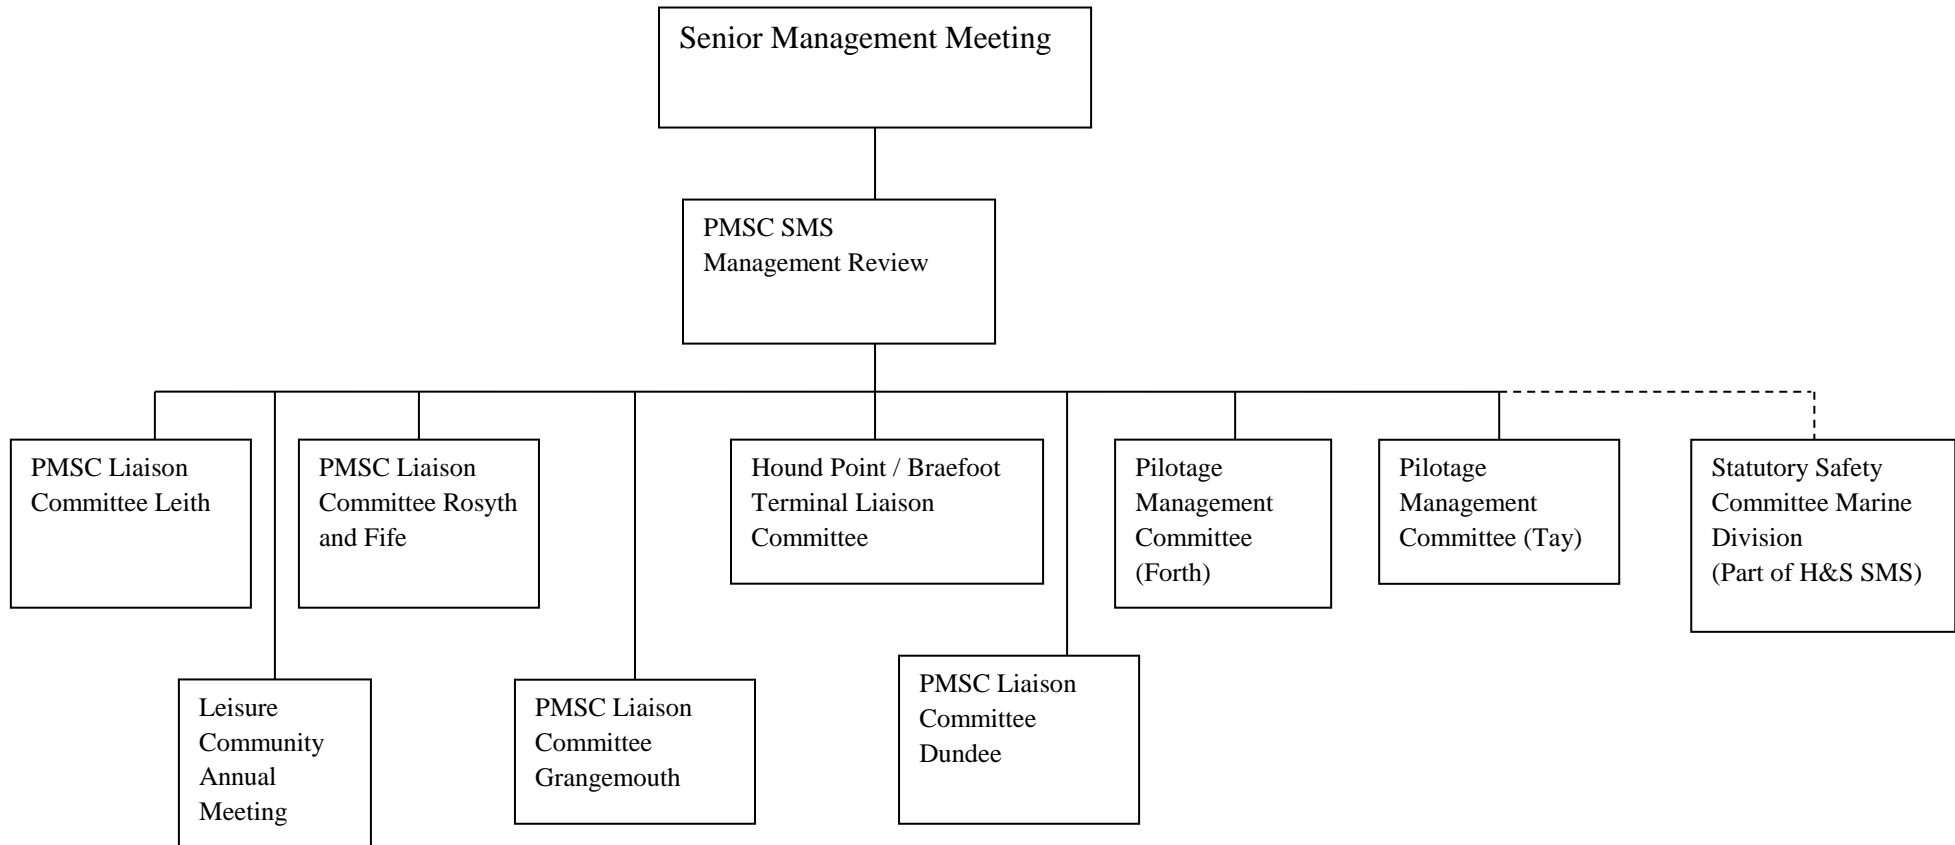 Senior Management Meeting
PMSC SMS
Management Review
PMSC Liaison
Committee Leith
PMSC Liaison
Committee Rosyth
and Fife
Hound Point / Braefoot
Terminal Liaison
Committee
Pilotage
Management
Committee
(Forth)
Pilotage
Management
Committee (Tay)
Statutory Safety
Committee Marine
Division
(Part of H&S SMS)
Leisure
Community
Annual
Meeting
PMSC Liaison
Committee
Grangemouth
PMSC Liaison
Committee
Dundee